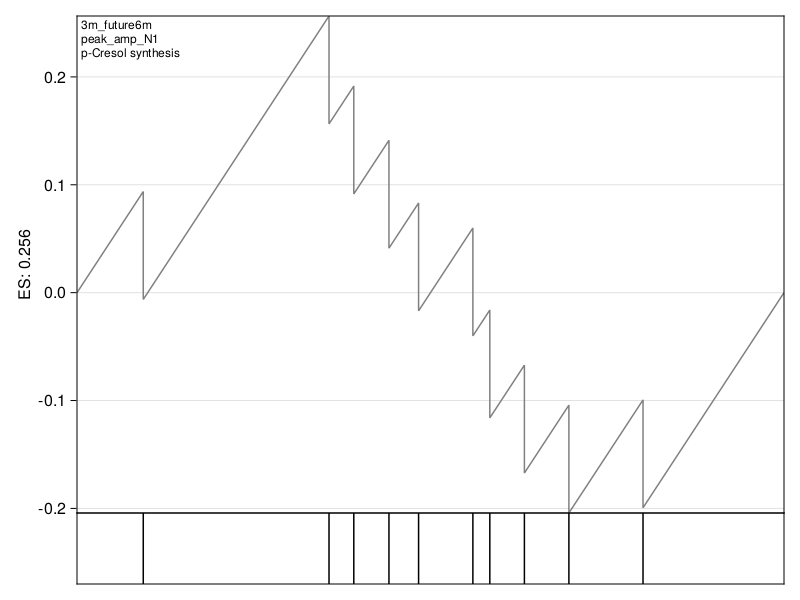 3m_future6m
peak_amp_N1
p-Cresol synthesis
0.2
0.1
0.0
-0.1
-0.2
ES: 0.256